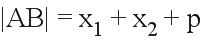 |AB| = x₁ + x₂ + p